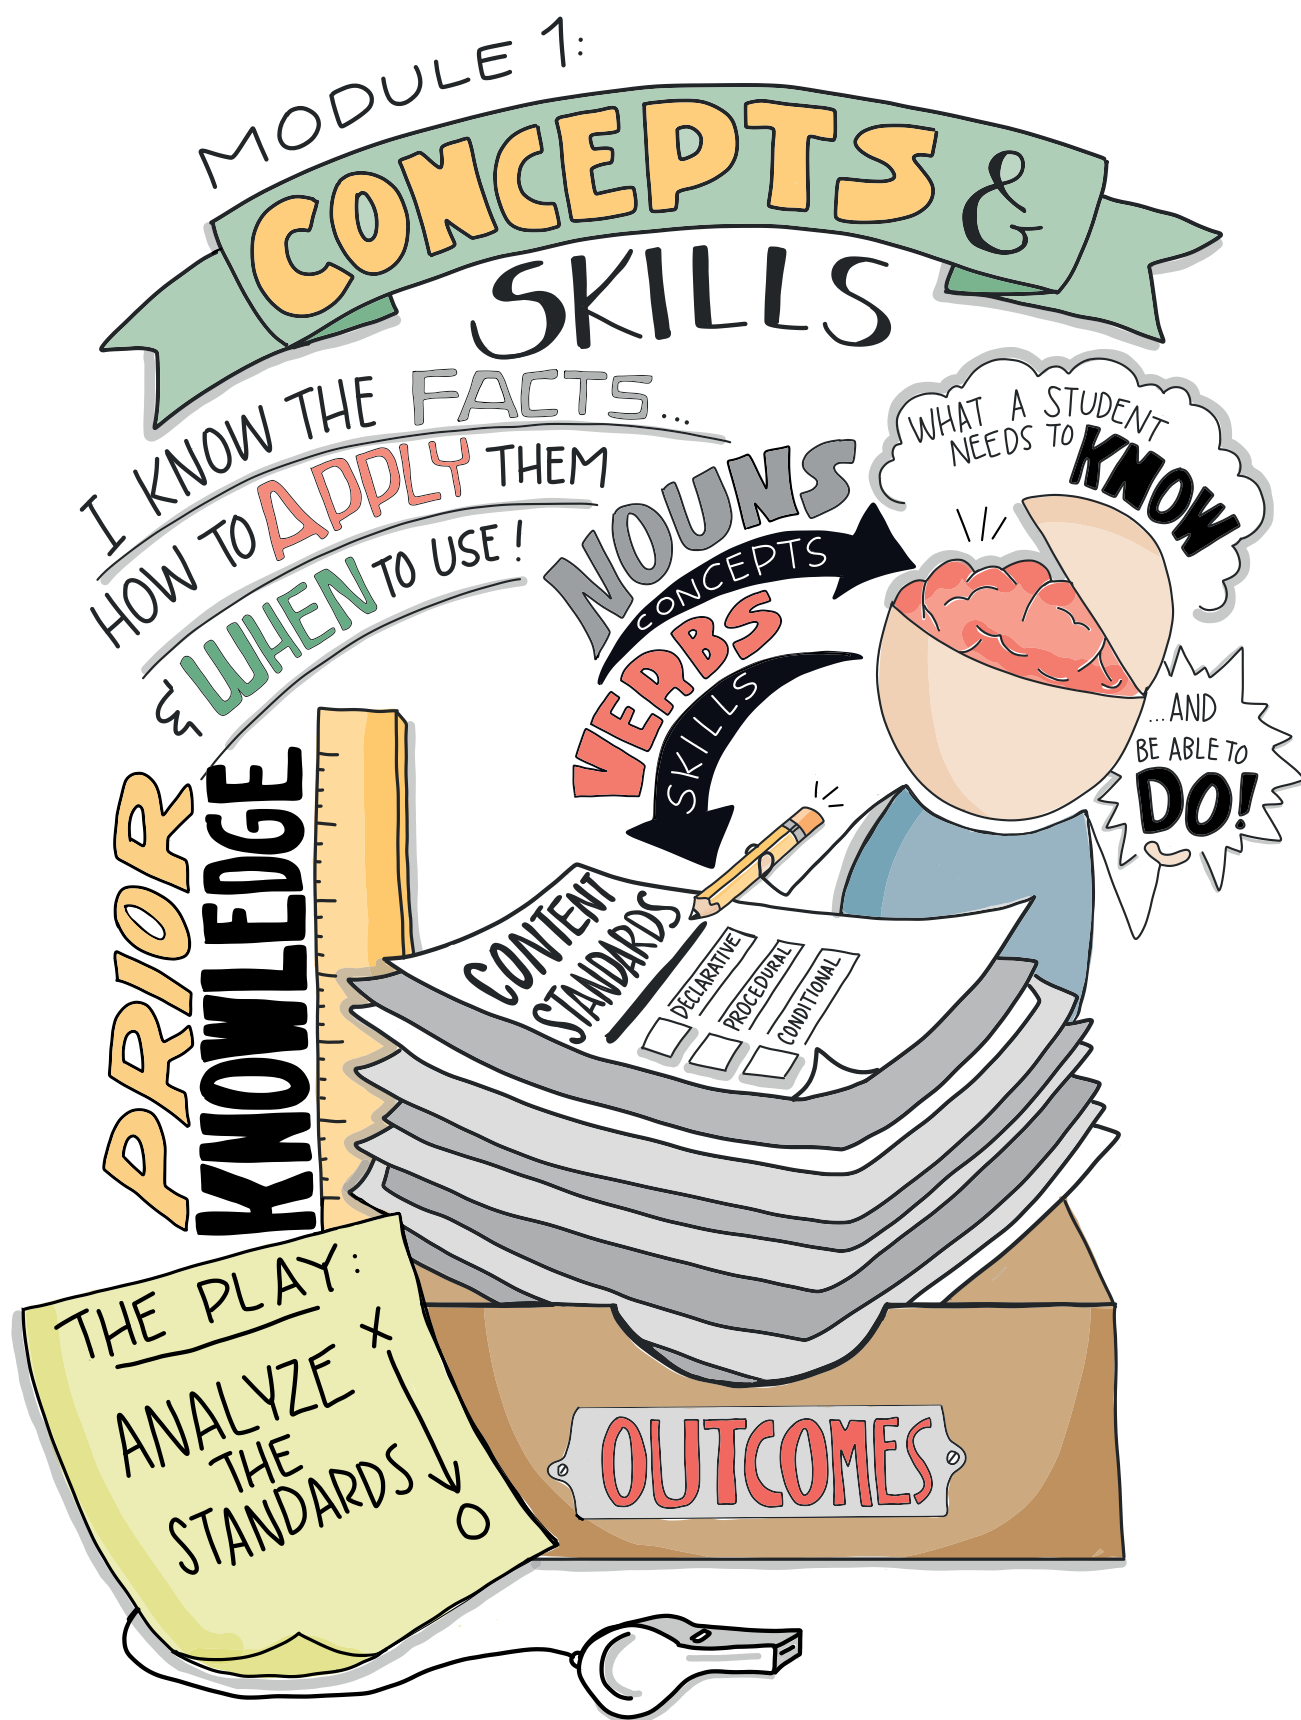 MODULE 1:
CONCEPTS &
SKILLS
I KNOW THE FACTS...
HOW TO APPLY THEM
& WHEN TO USE!
NOUNS
CONCEPTS
VERBS
SKILLS
WHAT A STUDENT
NEEDS TO KNOW
...AND
BE ABLE TO
DO!
PRIOR
KNOWLEDGE
CONTENT
STANDARDS
DECLARATIVE
PROCEDURAL
CONDITIONAL
THE PLAY:
X
ANALYZE
THE
STANDARDS
O
OUTCOMES